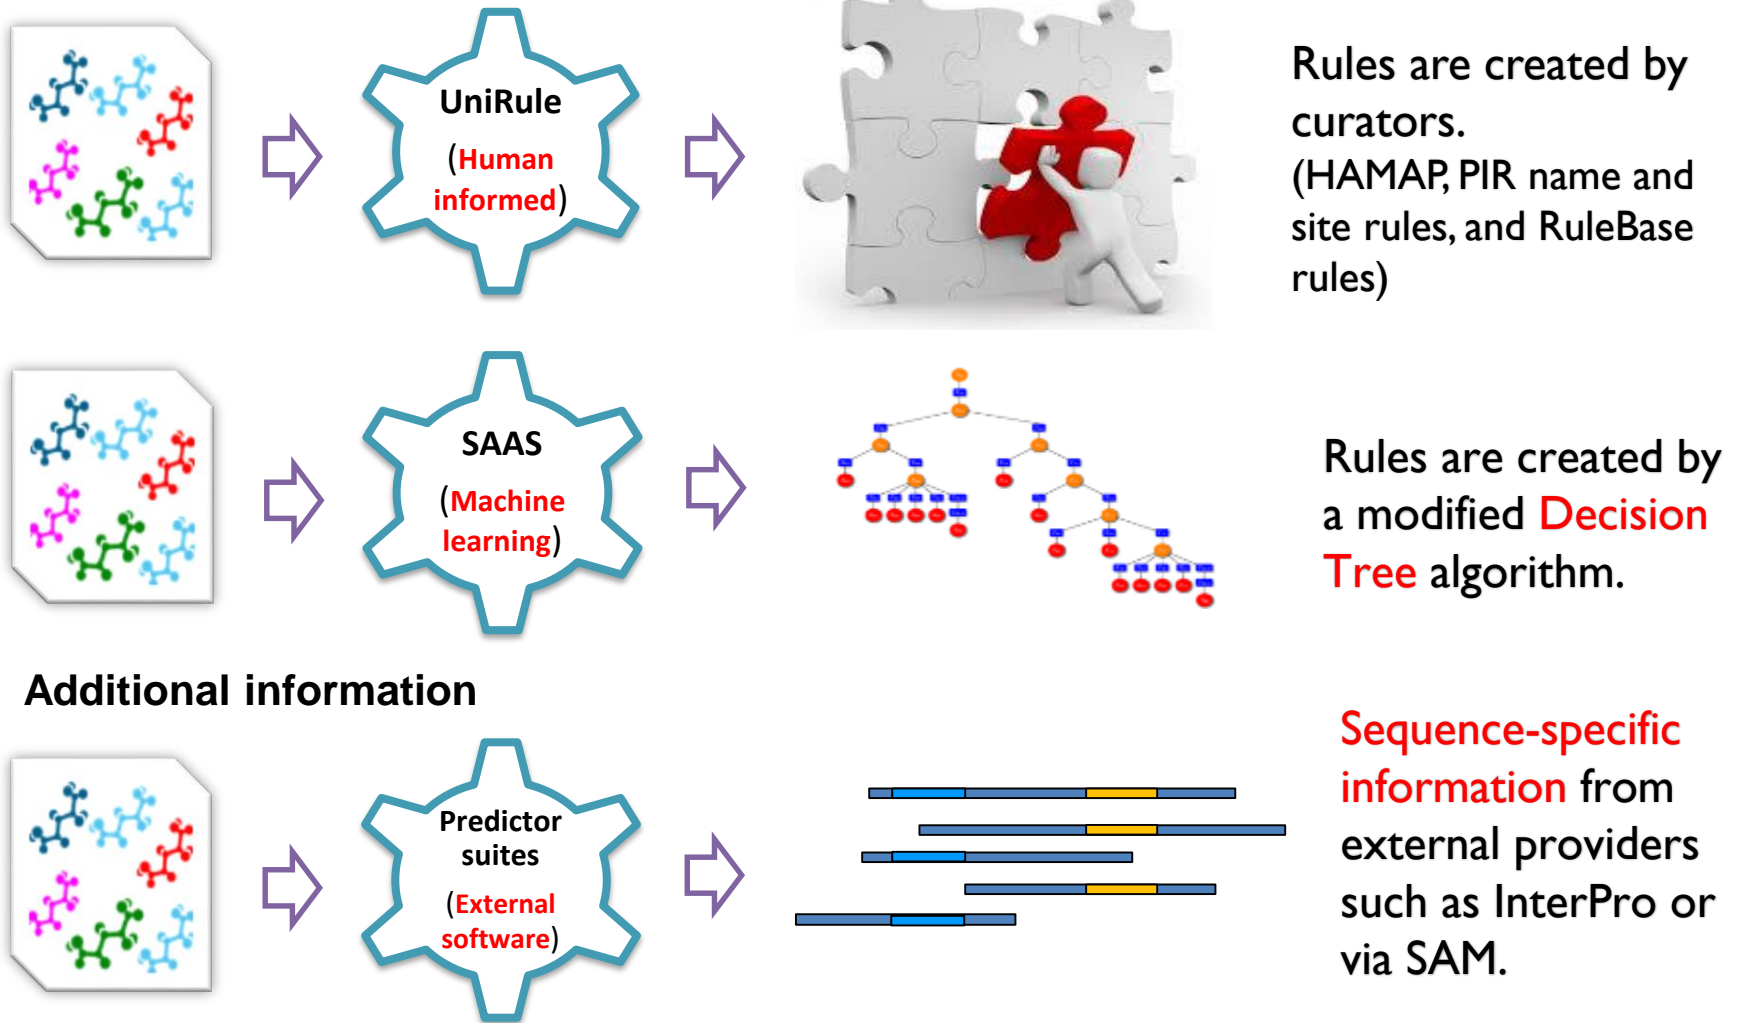 UniRule
(Human
informed)
Rules are created by
curators.
(HAMAP, PIR name and
site rules, and RuleBase
rules)
SAAS
(Machine
learning)
Rules are created by
a modified Decision
Tree algorithm.
Additional information
Predictor
suites
(External
software)
Sequence-specific
information from
external providers
such as InterPro or
via SAM.